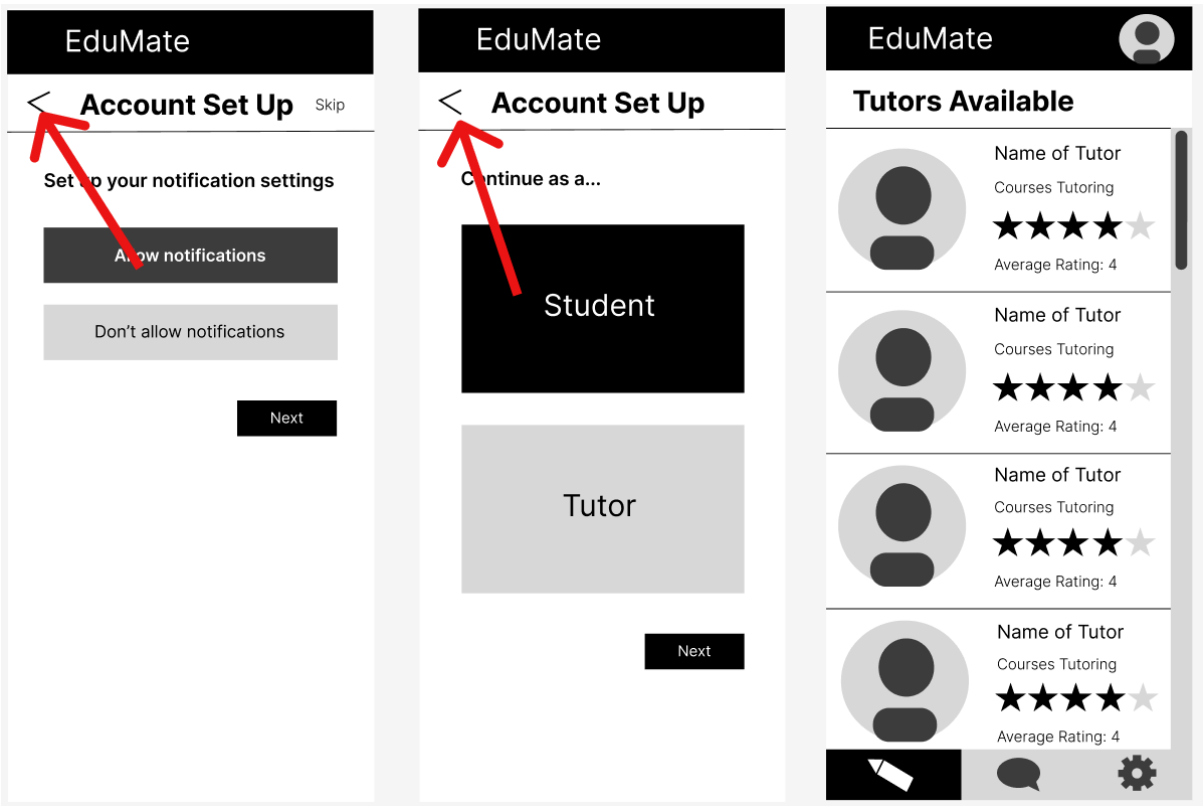 EduMate
Account Set Up
Skip
Set up your notification settings
Allow notifications
Don’t allow notifications
Next
EduMate
Account Set Up
Continue as a...
Student
Tutor
Next
EduMate
Tutors Available
Name of Tutor
Courses Tutoring
Average Rating: 4
Name of Tutor
Courses Tutoring
Average Rating: 4
Name of Tutor
Courses Tutoring
Average Rating: 4
Name of Tutor
Courses Tutoring
Average Rating: 4